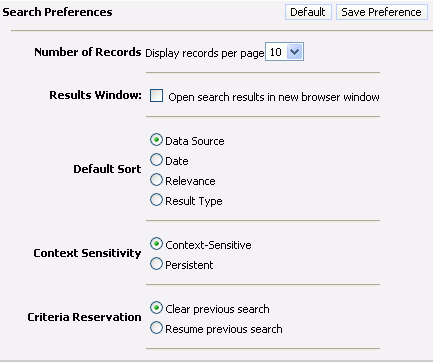 Search Preferences Default Save Preference
Number of Records Display records per page 10
Results Window: Open search results in new browser window
Data Source
Default Sort Date
Relevance
Result Type
Context Sensitivity Context-Sensitive
Persistent
Criteria Reservation Clear previous search
Resume previous search